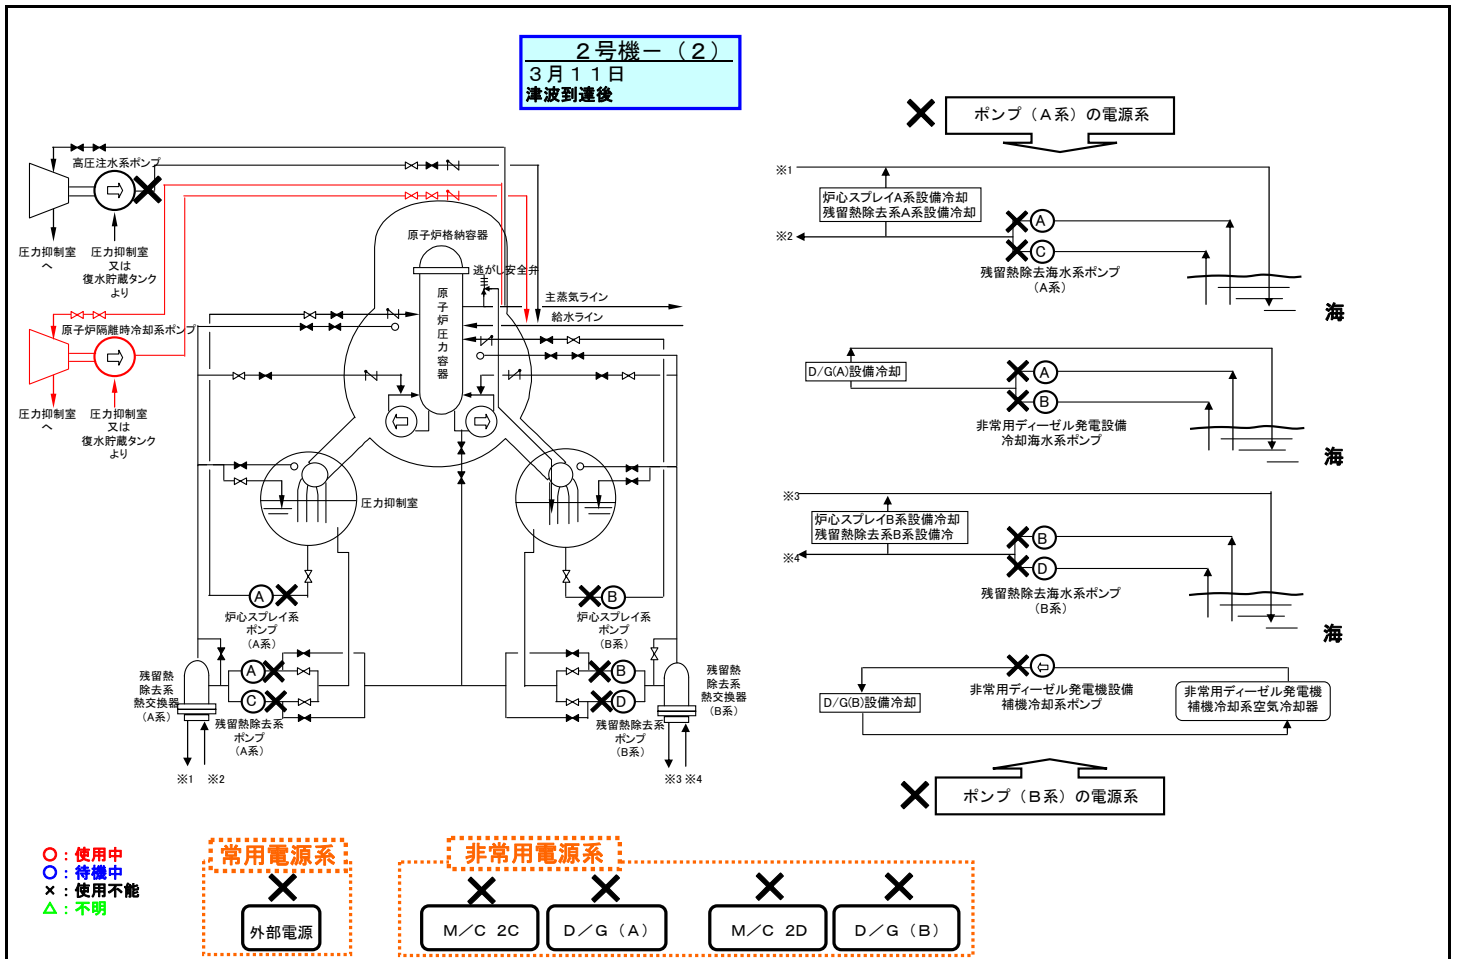 ２号機－（２）
３月１１日
津波到達後
高圧注水系ポンプ
圧力抑制室
へ
圧力抑制室
又は
復水貯蔵タンク
より
原子炉隔離時冷却系ポンプ
圧力抑制室
へ
圧力抑制室
又は
復水貯蔵タンク
より
原子炉格納容器
逃がし安全弁
原子炉圧力容器
主蒸気ライン
給水ライン
圧力抑制室
A
炉心スプレイ系
ポンプ
(A系)
B
炉心スプレイ系
ポンプ
(B系)
残留熱
除去系
熱交換器
(A系)
A
C
残留熱除去系
ポンプ
(A系)
B
D
残留熱除去系
ポンプ
(B系)
残留熱
除去系
熱交換器
(B系)
※1
※2
※3
※4
ポンプ（Ａ系）の電源系
※1
炉心スプレイA系設備冷却
残留熱除去系A系設備冷却
※2
A
C
残留熱除去海水系ポンプ
(A系)
海
D/G(A)設備冷却
A
B
非常用ディーゼル発電設備
冷却海水系ポンプ
海
※3
炉心スプレイB系設備冷却
残留熱除去系B系設備冷
※4
B
D
残留熱除去海水系ポンプ
(B系)
海
D/G(B)設備冷却
非常用ディーゼル発電機設備
補機冷却系ポンプ
非常用ディーゼル発電機
補機冷却系空気冷却器
ポンプ（Ｂ系）の電源系
○：使用中
○：待機中
×：使用不能
△：不明
常用電源系
外部電源
非常用電源系
Ｍ／Ｃ ２Ｃ
Ｄ／Ｇ（Ａ）
Ｍ／Ｃ ２Ｄ
Ｄ／Ｇ（Ｂ）